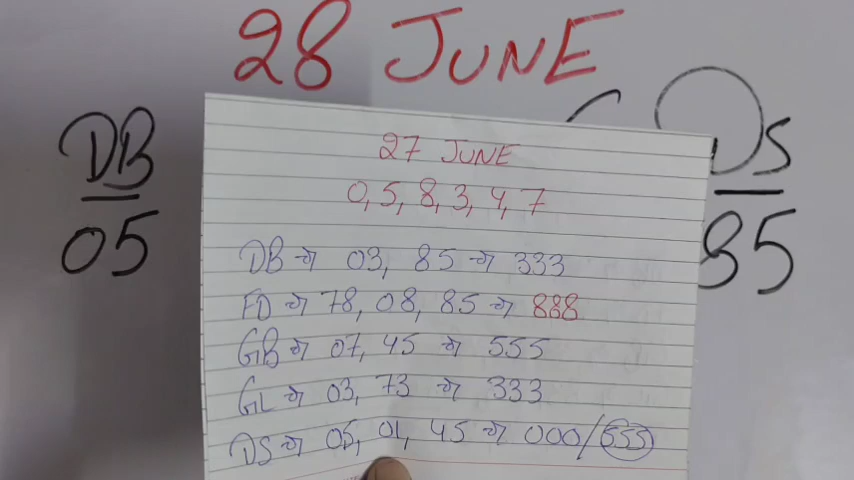 28 JUNE
DB
05
DS
85
27 JUNE
0, 5, 8, 3, 4, 7
DB → 03, 85 → 333
FD → 78, 08, 85 → 888
GB → 07, 45 → 555
GL → 03, 73 → 333
DS → 05, 01, 45 → 000/555